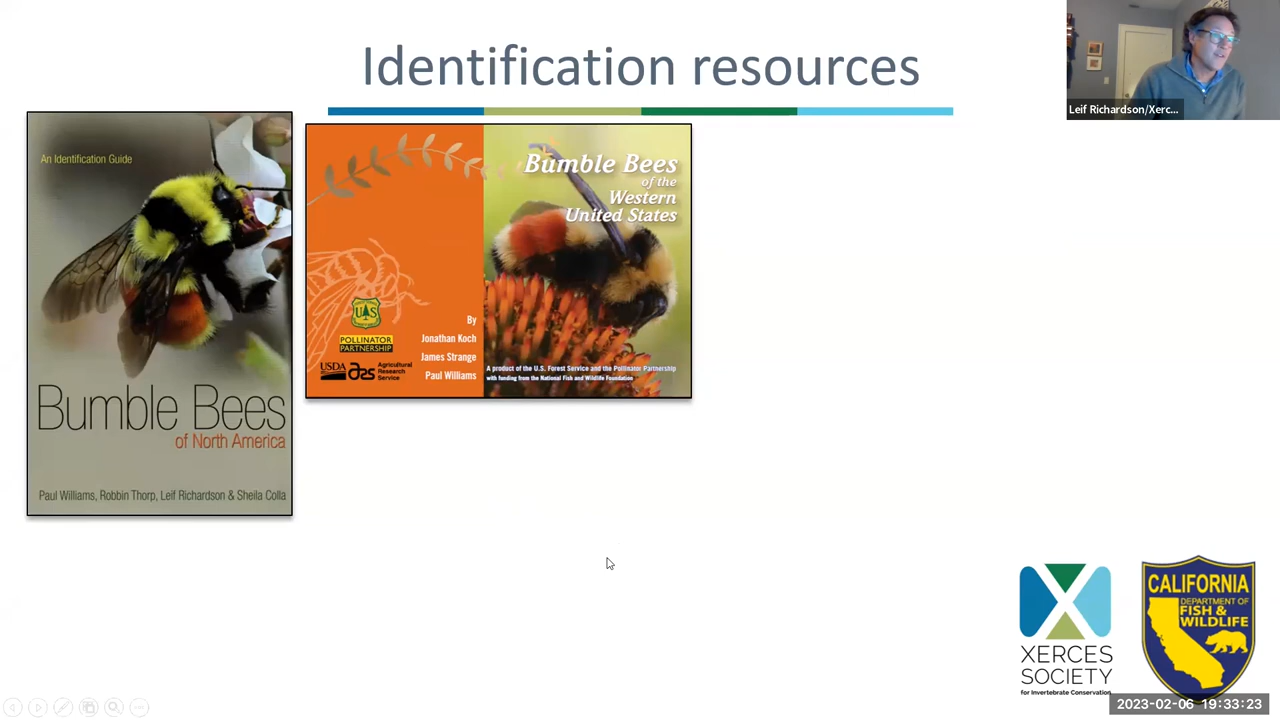 Identification resources
Leif Richardson/Xerc...
An Identification Guide
Bumble Bees
of North America
Paul Williams, Robbin Thorp, Leif Richardson & Sheila Colla
Bumble Bees
of the
Western
United States
U S
POLLINATOR
PARTNERSHIP
USDA
ars
Agricultural
Research
Service
By
Jonathan Koch
James Strange
Paul Williams
A product of the U.S. Forest Service and the Pollinator Partnership
with funding from the National Fish and Wildlife Foundation
XERCES
SOCIETY
for Invertebrate Conservation
CALIFORNIA
DEPARTMENT OF
FISH &
WILDLIFE
2023-02-06 19:33:23